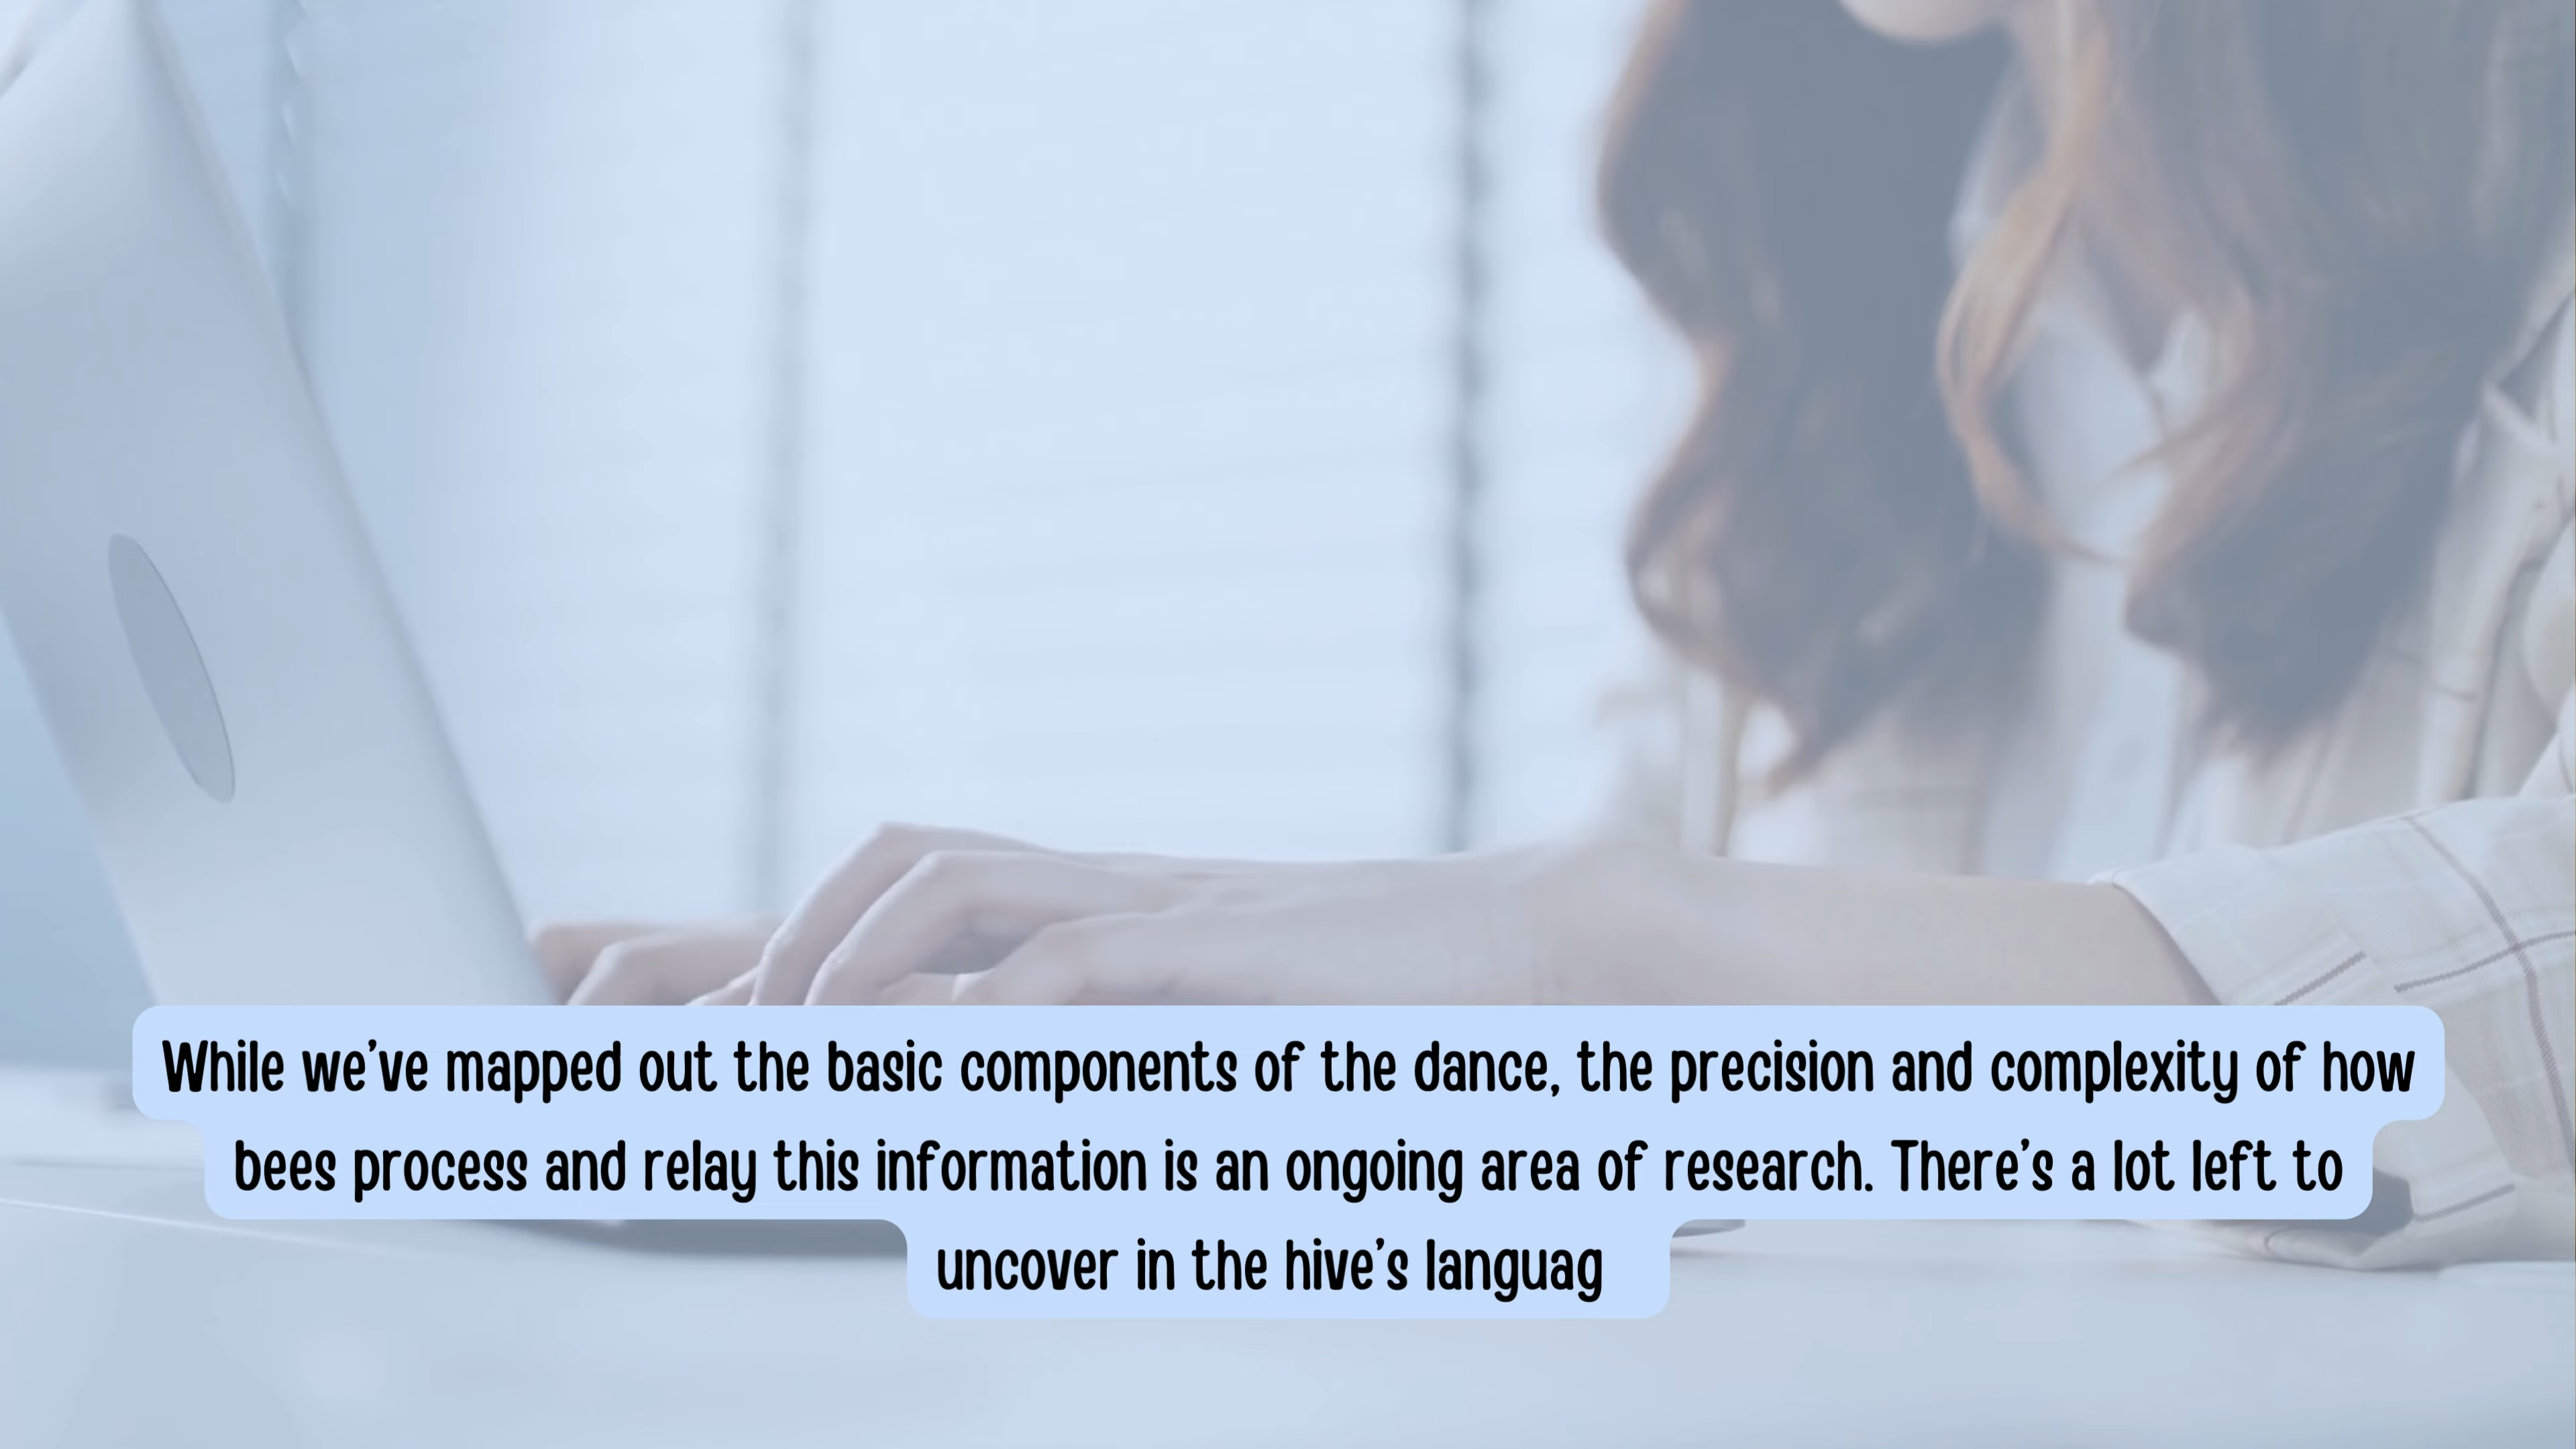 While we've mapped out the basic components of the dance, the precision and complexity of how
bees process and relay this information is an ongoing area of research. There's a lot left to
uncover in the hive's languag